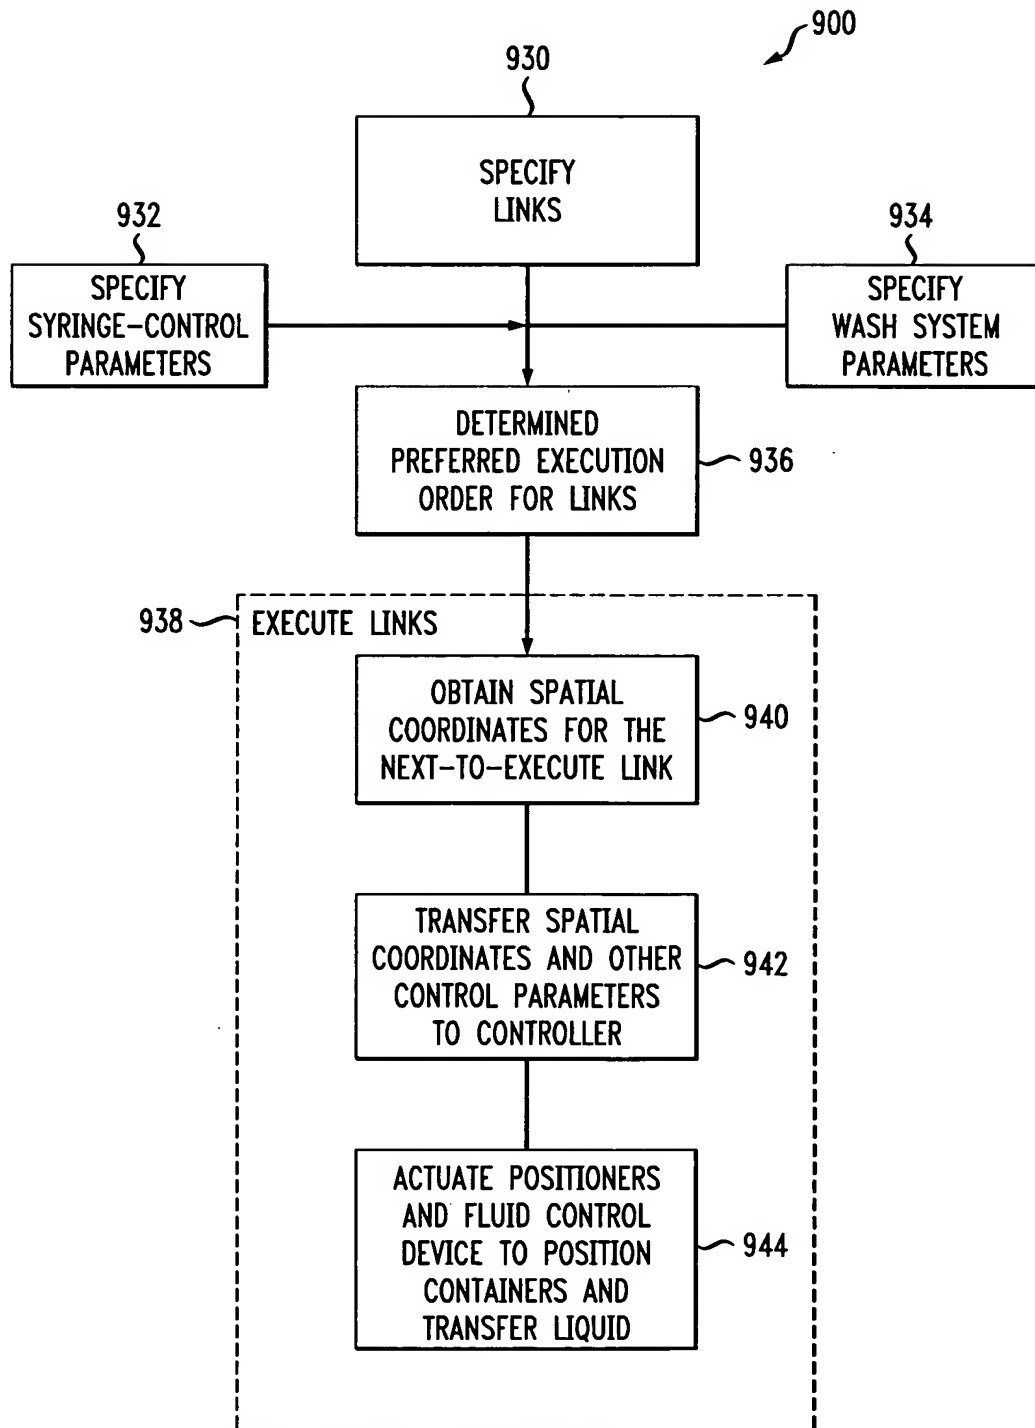 900
930
SPECIFY
LINKS
932
SPECIFY
SYRINGE-CONTROL
PARAMETERS
934
SPECIFY
WASH SYSTEM
PARAMETERS
DETERMINED
PREFERRED EXECUTION
ORDER FOR LINKS
936
938
EXECUTE LINKS
OBTAIN SPATIAL
COORDINATES FOR THE
NEXT-TO-EXECUTE LINK
940
TRANSFER SPATIAL
COORDINATES AND OTHER
CONTROL PARAMETERS
TO CONTROLLER
942
ACTUATE POSITIONERS
AND FLUID CONTROL
DEVICE TO POSITION
CONTAINERS AND
TRANSFER LIQUID
944